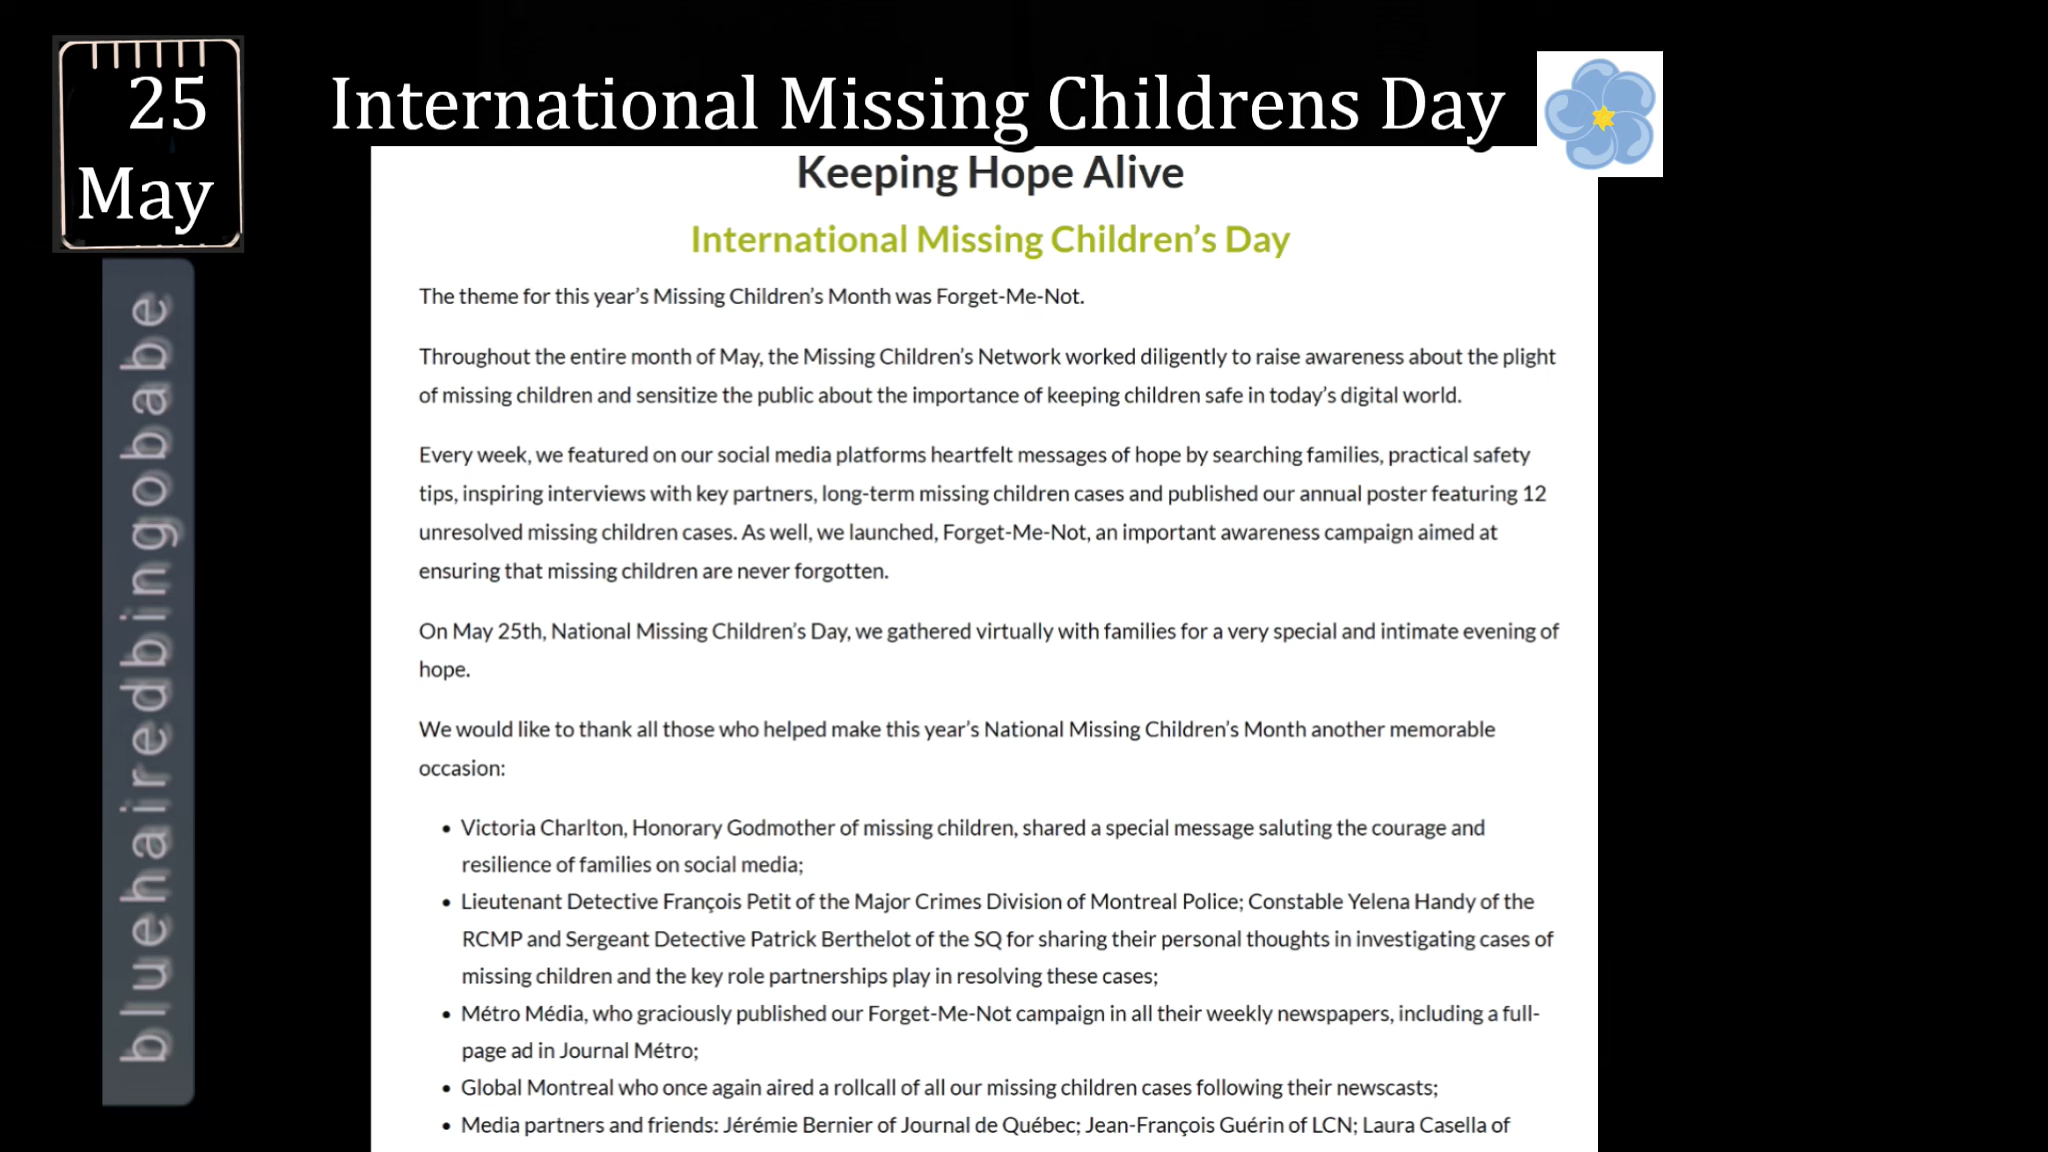 25
May
International Missing Childrens Day
bluehairedbingobabe
Keeping Hope Alive
International Missing Children’s Day
The theme for this year’s Missing Children’s Month was Forget-Me-Not.
Throughout the entire month of May, the Missing Children’s Network worked diligently to raise awareness about the plight
of missing children and sensitize the public about the importance of keeping children safe in today’s digital world.
Every week, we featured on our social media platforms heartfelt messages of hope by searching families, practical safety
tips, inspiring interviews with key partners, long-term missing children cases and published our annual poster featuring 12
unresolved missing children cases. As well, we launched, Forget-Me-Not, an important awareness campaign aimed at
ensuring that missing children are never forgotten.
On May 25th, National Missing Children’s Day, we gathered virtually with families for a very special and intimate evening of
hope.
We would like to thank all those who helped make this year’s National Missing Children’s Month another memorable
occasion:
• Victoria Charlton, Honorary Godmother of missing children, shared a special message saluting the courage and
resilience of families on social media;
• Lieutenant Detective François Petit of the Major Crimes Division of Montreal Police; Constable Yelena Handy of the
RCMP and Sergeant Detective Patrick Berthelot of the SQ for sharing their personal thoughts in investigating cases of
missing children and the key role partnerships play in resolving these cases;
• Métro Média, who graciously published our Forget-Me-Not campaign in all their weekly newspapers, including a full-
page ad in Journal Métro;
• Global Montreal who once again aired a rollcall of all our missing children cases following their newscasts;
• Media partners and friends: Jérémie Bernier of Journal de Québec; Jean-François Guérin of LCN; Laura Casella of